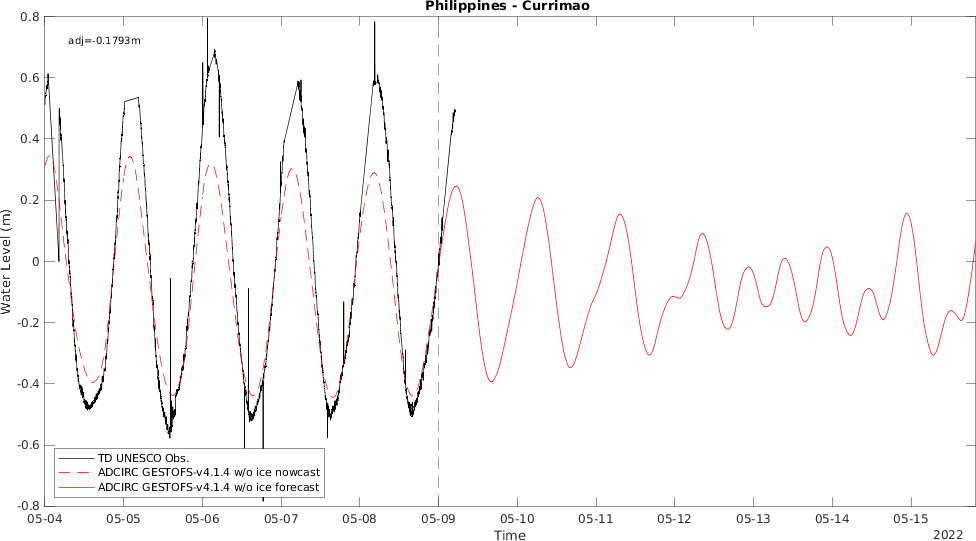 Philippines - Currimao
adj=-0.1793m
0.8
0.6
0.4
0.2
0
-0.2
-0.4
-0.6
-0.8
Water Level (m)
TD UNESCO Obs.
ADCIRC GESTOFS-v4.1.4 w/o ice nowcast
ADCIRC GESTOFS-v4.1.4 w/o ice forecast
05-04 05-05 05-06 05-07 05-08 05-09 05-10 05-11 05-12 05-13 05-14 05-15
Time
2022